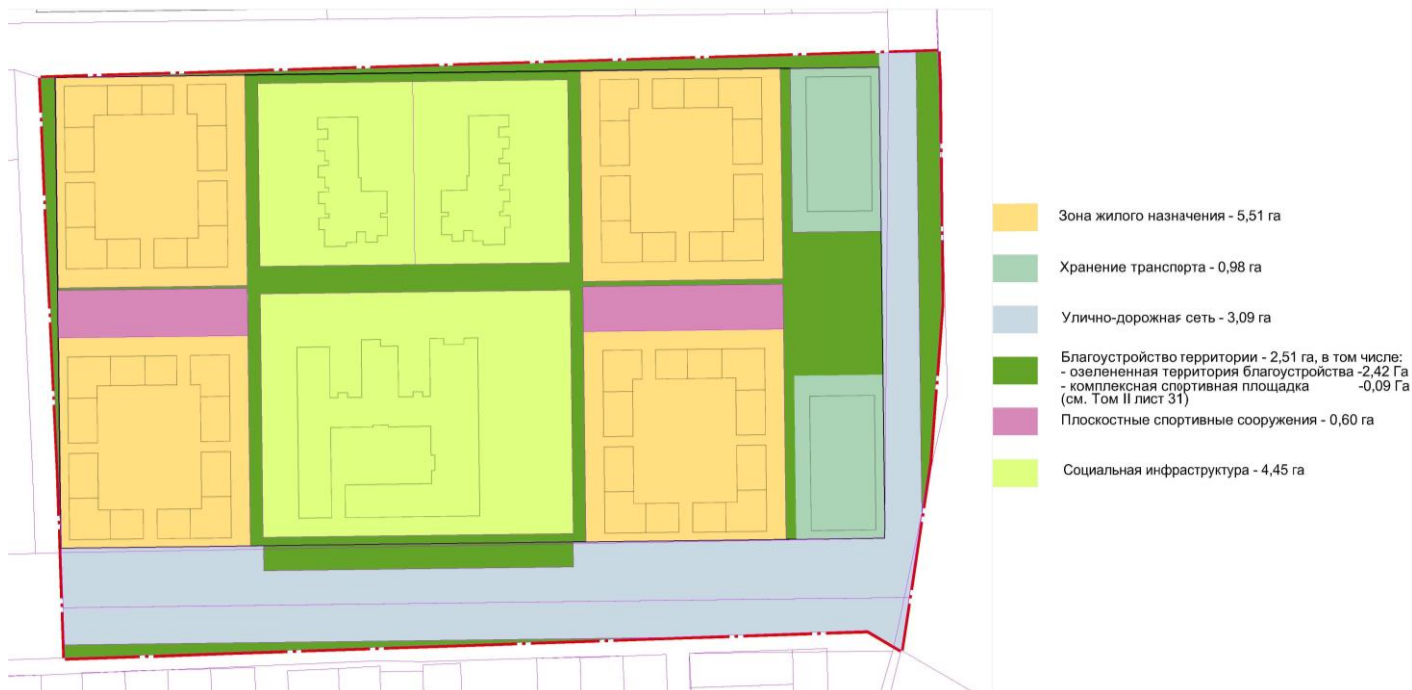 Зона жилого назначения - 5,51 га
Хранение транспорта - 0,98 га
Улично-дорожная сеть - 3,09 га
Благоустройство территории - 2,51 га, в том числе:
- озелененная территория благоустройства -2,42 Га
- комплексная спортивная площадка -0,09 Га
(см. Том II лист 31)
Плоскостные спортивные сооружения - 0,60 га
Социальная инфраструктура - 4,45 га